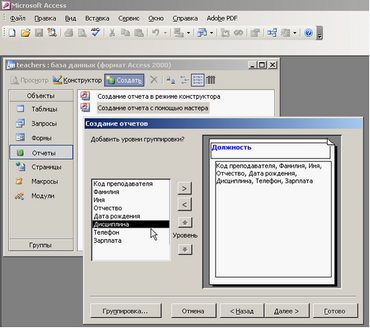 Microsoft Access
Файл Правка Вид Вставка Сервис Окно Справка Adobe PDF
teachers : база данных (формат Access 2000)
Просмотр Конструктор Создать
Объекты
Таблицы
Запросы
Формы
Отчеты
Страницы
Макросы
Модули
Группы
Создание отчета в режиме конструктора
Создание отчета с помощью мастера
Создание отчетов
Добавить уровни группировки?
Код преподавателя
Фамилия
Имя
Отчество
Дата рождения
Дисциплина
Телефон
Зарплата
>
<
Уровень
Должность
Код преподавателя, Фамилия, Имя,
Отчество, Дата рождения,
Дисциплина, Телефон, Зарплата
Группировка... Отмена < Назад Далее > Готово